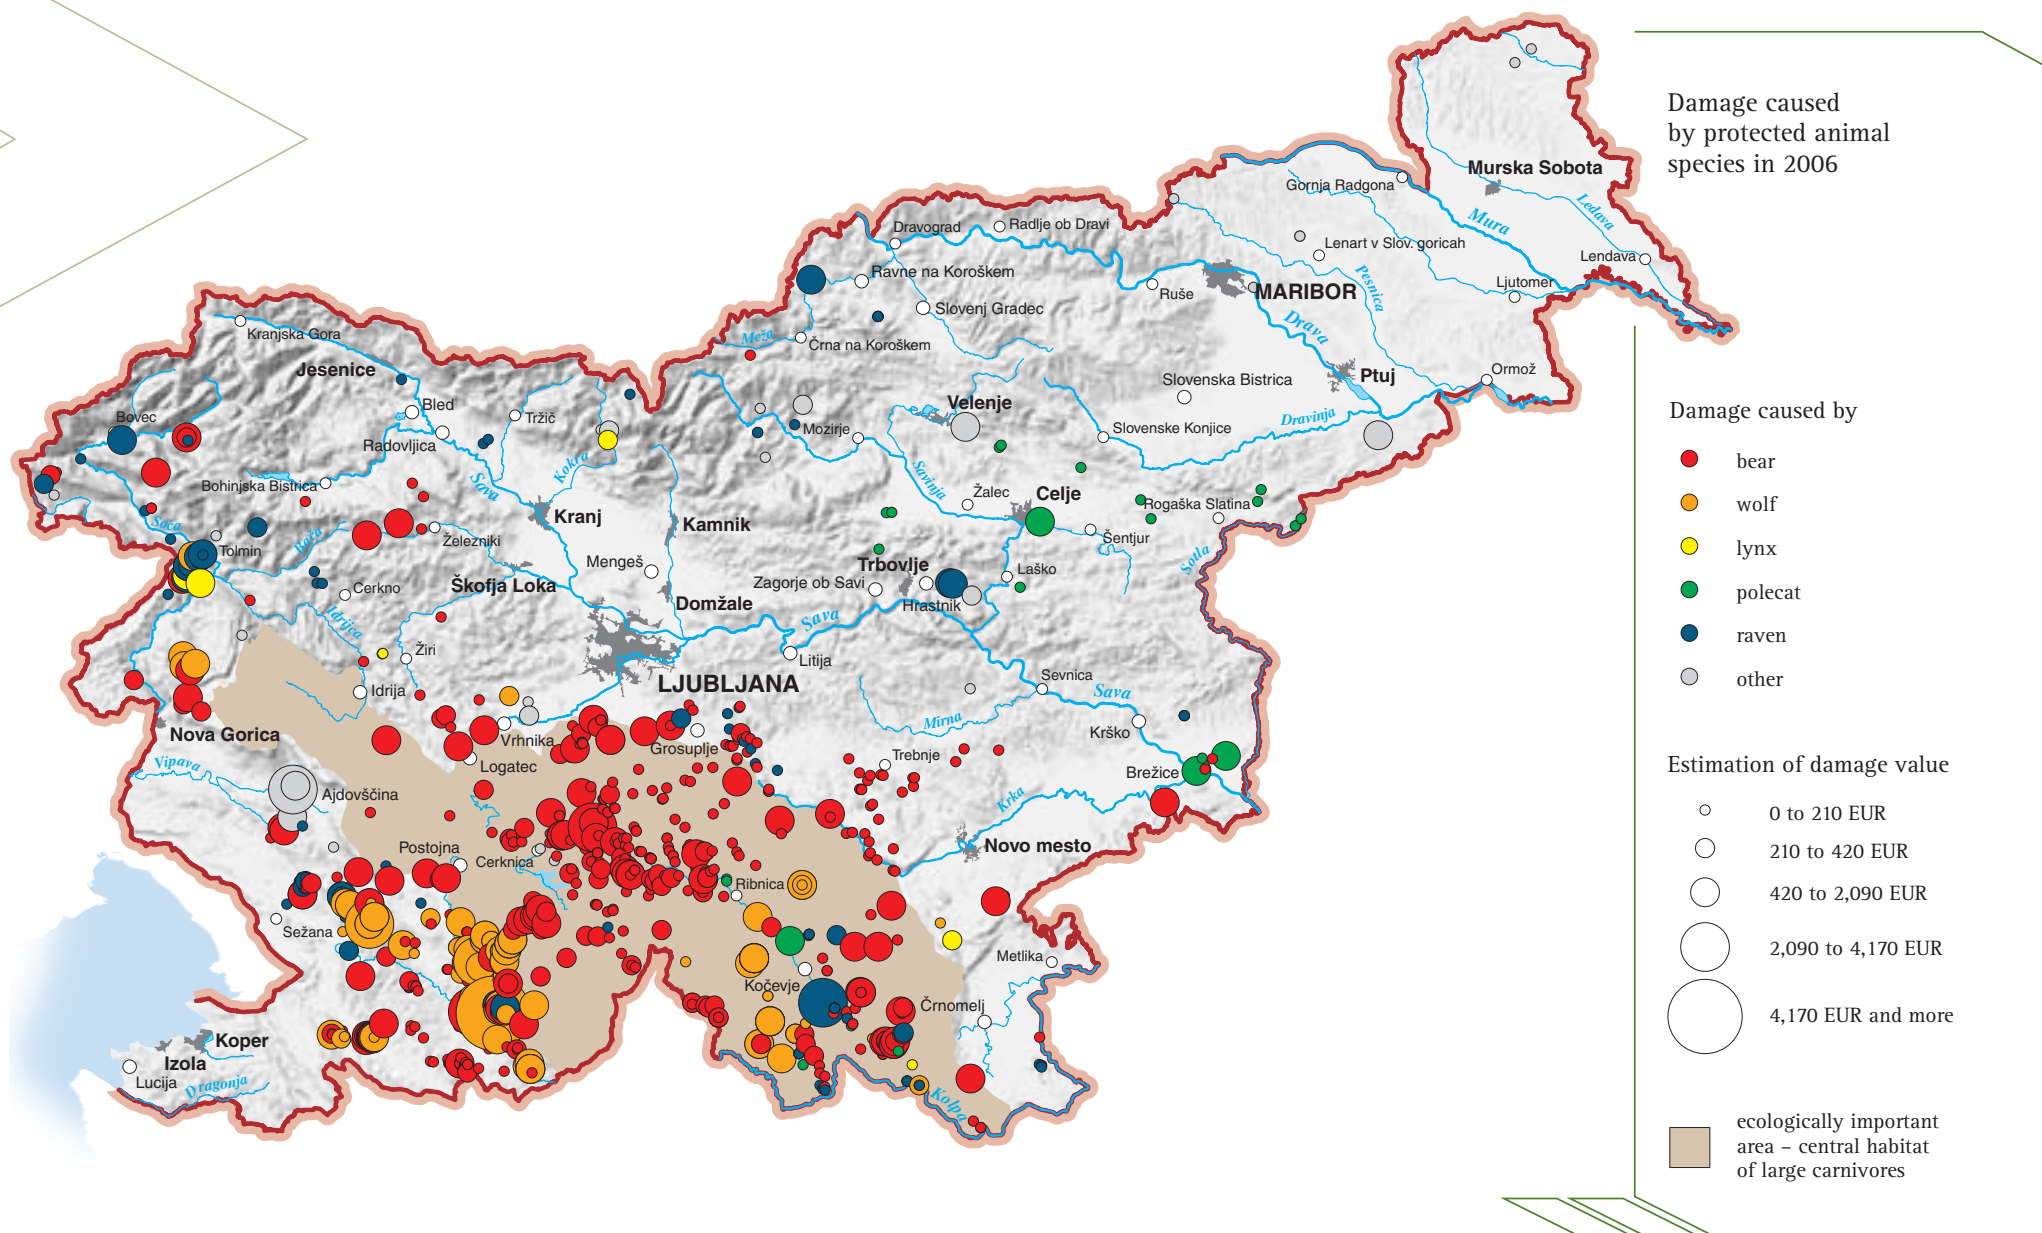 Damage caused
by protected animal
species in 2006
Murska Sobota
Gornja Radgona
Mura
Ledava
Lenart v Slov. goricah
Lendava
Pesnica
Ljutomer
Dravograd
Radlje ob Dravi
Ravne na Koroškem
Ruše
MARIBOR
Slovenj Gradec
Drava
Kranjska Gora
Meža
Črna na Koroškem
Jesenice
Slovenska Bistrica
Ptuj
Ormož
Bled
Velenje
Bovec
Tržič
Dravinja
Mozirje
Slovenske Konjice
Radovljica
Kokra
Savinja
Bohinjska Bistrica
Sava
Žalec
Celje
Rogaška Slatina
Soča
Kranj
Kamnik
Bača
Železniki
Šentjur
Tolmin
Sotla
Mengeš
Trbovlje
Laško
Cerkno
Škofja Loka
Zagorje ob Savi
Domžale
Hrastnik
Idrijca
Sava
Žiri
Litija
Idrija
LJUBLJANA
Sevnica
Sava
Mirna
Krško
Nova Gorica
Vrhnika
Grosuplje
Trebnje
Vipava
Logatec
Brežice
Ajdovščina
Krka
Postojna
Cerknica
Novo mesto
Ribnica
Sežana
Metlika
Kočevje
Črnomelj
Koper
Izola
Lucija
Dragonja
Kolpa
Damage caused by
bear
wolf
lynx
polecat
raven
other
Estimation of damage value
0 to 210 EUR
210 to 420 EUR
420 to 2,090 EUR
2,090 to 4,170 EUR
4,170 EUR and more
ecologically important
area – central habitat
of large carnivores